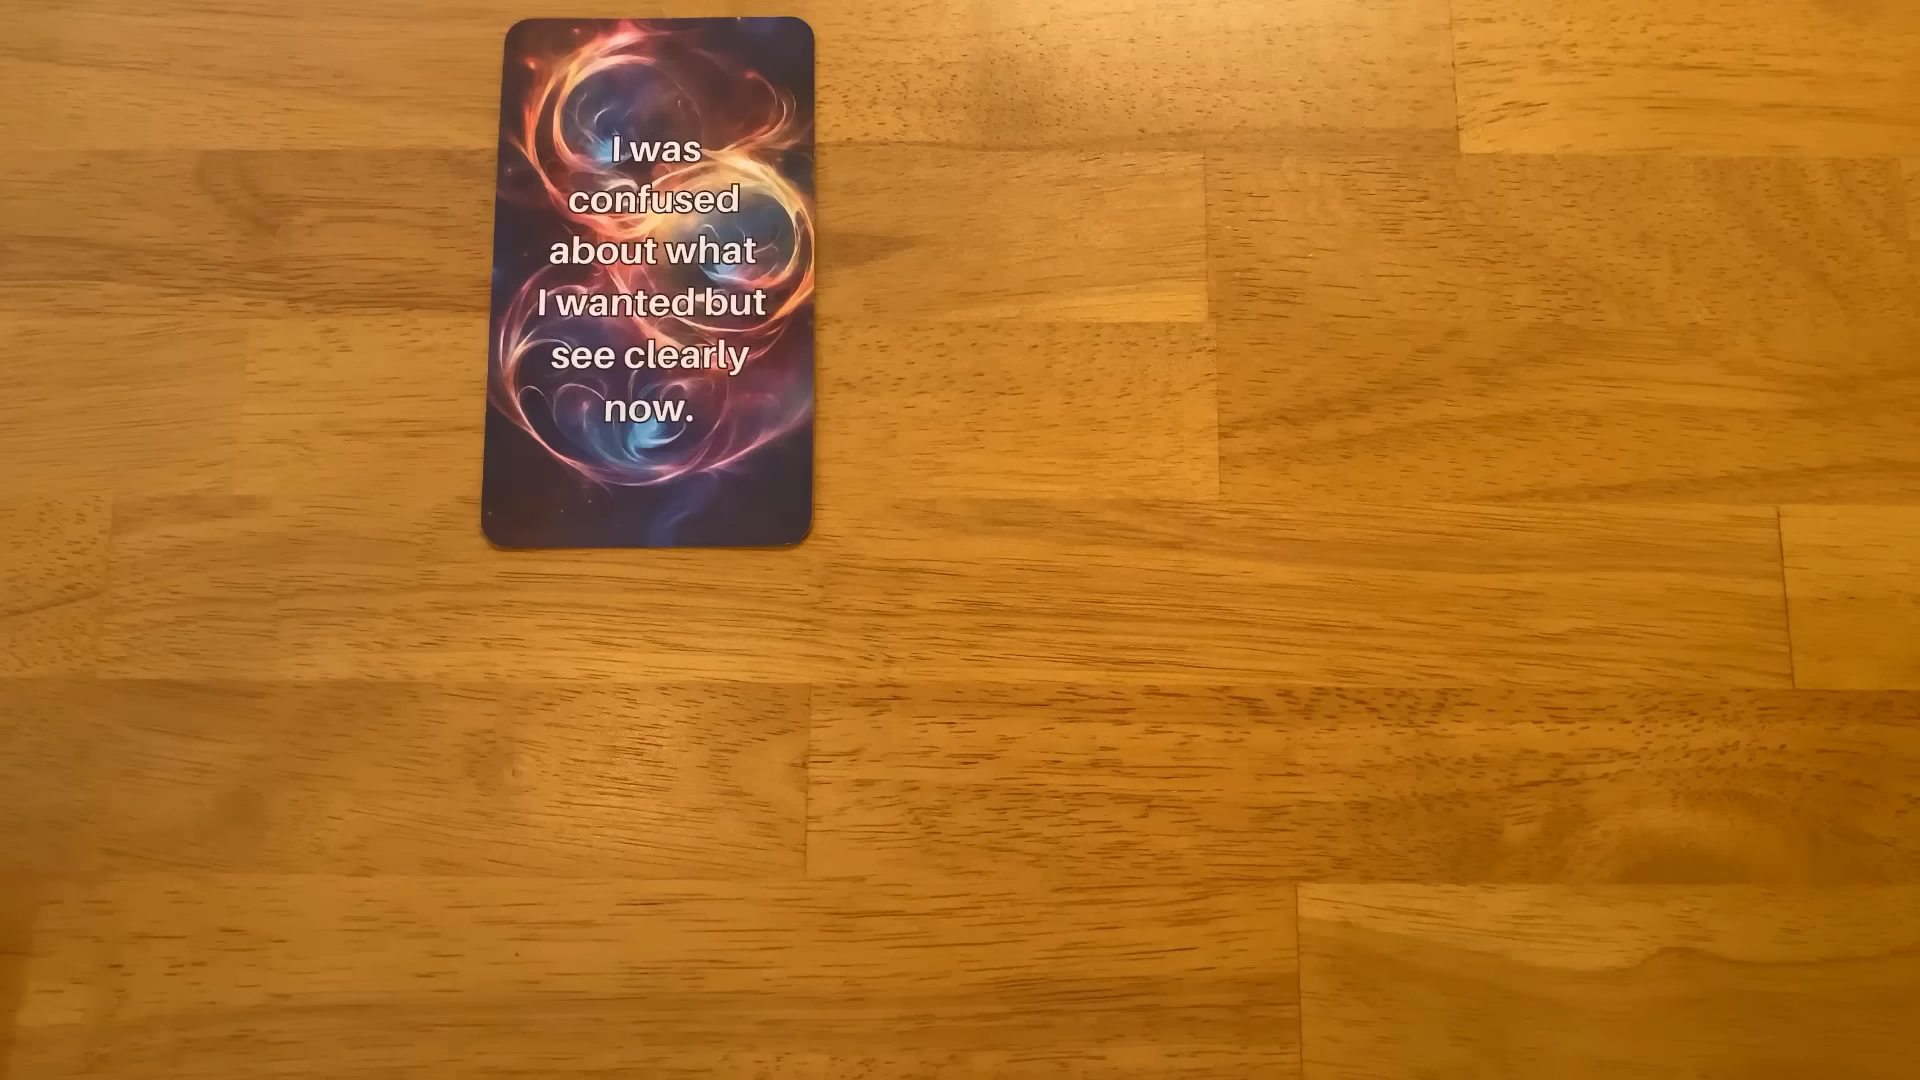 I was
confused
about what
I wanted but
see clearly
now.